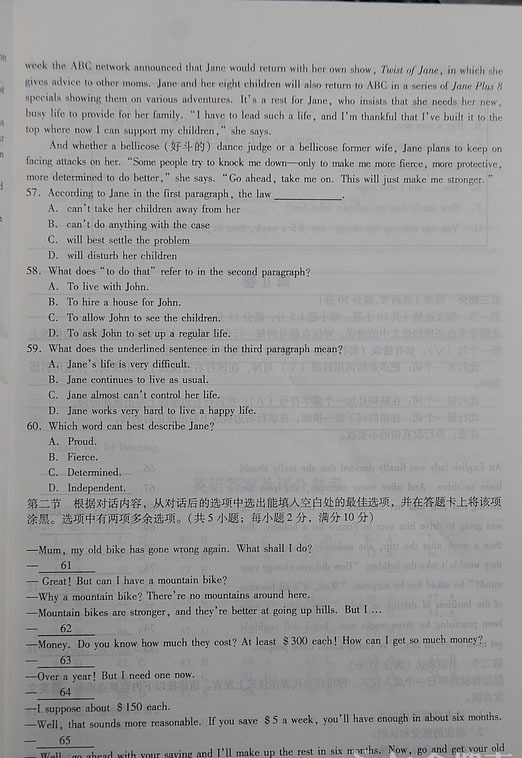 week the ABC network announced that Jane would return with her own show, Twist of Jane, in which she
gives advice to other moms. Jane and her eight children will also return to ABC in a series of Jane Plus 8
specials showing them on various adventures. It's a rest for Jane, who insists that she needs her new,
busy life to provide for her family. "I have to lead such a life, and I'm thankful that I've built it to the
top where now I can support my children," she says.
And whether a bellicose (好斗的) dance judge or a bellicose former wife, Jane plans to keep on
facing attacks on her. "Some people try to knock me down—only to make me more fierce, more protective,
more determined to do better," she says. "Go ahead, take me on. This will just make me stronger."
57. According to Jane in the first paragraph, the law ____________.
A. can't take her children away from her
B. can't do anything with the case
C. will best settle the problem
D. will disturb her children
58. What does "to do that" refer to in the second paragraph?
A. To live with John.
B. To hire a house for John.
C. To allow John to see the children.
D. To ask John to set up a regular life.
59. What does the underlined sentence in the third paragraph mean?
A. Jane's life is very difficult.
B. Jane continues to live as usual.
C. Jane almost can't control her life.
D. Jane works very hard to live a happy life.
60. Which word can best describe Jane?
A. Proud.
B. Fierce.
C. Determined.
D. Independent.
第二节 根据对话内容，从对话后的选项中选出能填入空白处的最佳选项，并在答题卡上将该项
涂黑。选项中有两项多余选项。(共5小题；每小题2分，满分10分)
—Mum, my old bike has gone wrong again. What shall I do?
— 61
— Great! But can I have a mountain bike?
—Why a mountain bike? There're no mountains around here.
—Mountain bikes are stronger, and they're better at going up hills. But I ...
— 62
—Money. Do you know how much they cost? At least $300 each! How can I get so much money?
— 63
—Over a year! But I need one now.
— 64
—I suppose about $150 each.
—Well, that sounds more reasonable. If you save $5 a week, you'll have enough in about six months.
— 65
—Well, go ahead with your saving and I'll make up the rest in six months. Now, go and get your old